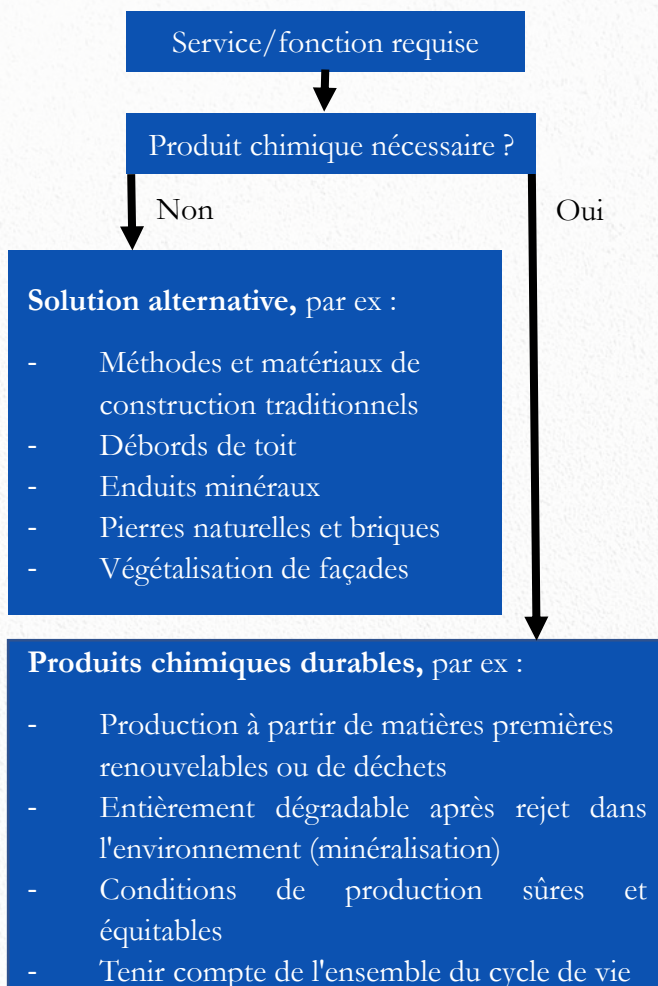 Service/fonction requise
Produit chimique nécessaire ?
Non
Oui
Solution alternative, par ex :
- Méthodes et matériaux de
construction traditionnels
- Débords de toit
- Enduits minéraux
- Pierres naturelles et briques
- Végétalisation de façades
Produits chimiques durables, par ex :
- Production à partir de matières premières
renouvelables ou de déchets
- Entièrement dégradable après rejet dans
l'environnement (minéralisation)
- Conditions de production sûres et
équitables
- Tenir compte de l'ensemble du cycle de vie